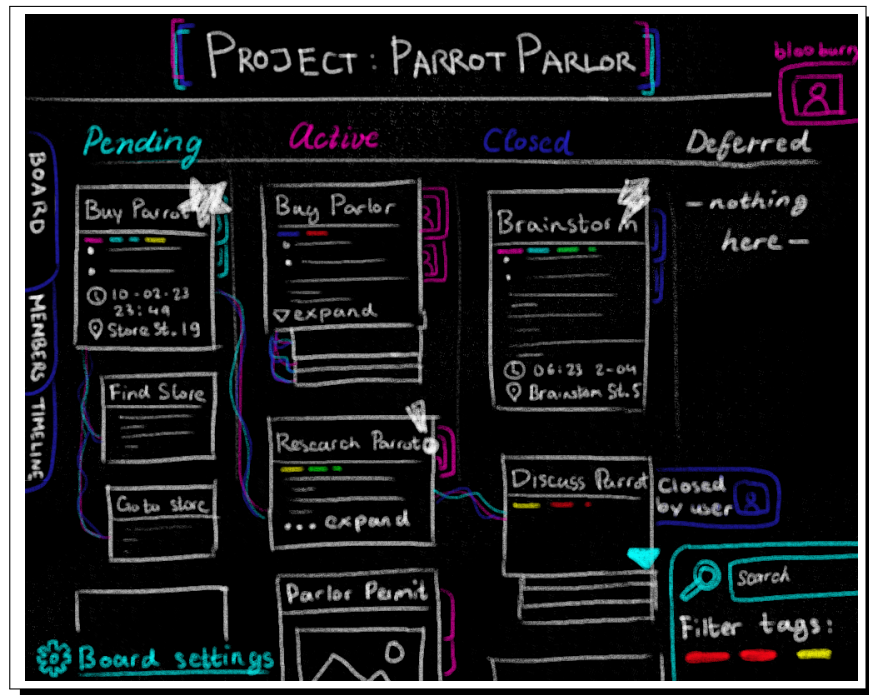 PROJECT: PARROT PARLOR
blooburry
Pending
Active
Closed
Deferred
BOARD
MEMBERS
TIMELINE
Buy Parrot
10-02-23
23:49
Store St. 19
Find Store
Go to store
Board settings
Buy Parlor
expand
Research Parrot
... expand
Parlor Permit
Brainstorm
06:23 2-04
Brainstom St. 5
Discuss Parrot
Closed
by user
- nothing
here -
Search
Filter tags: